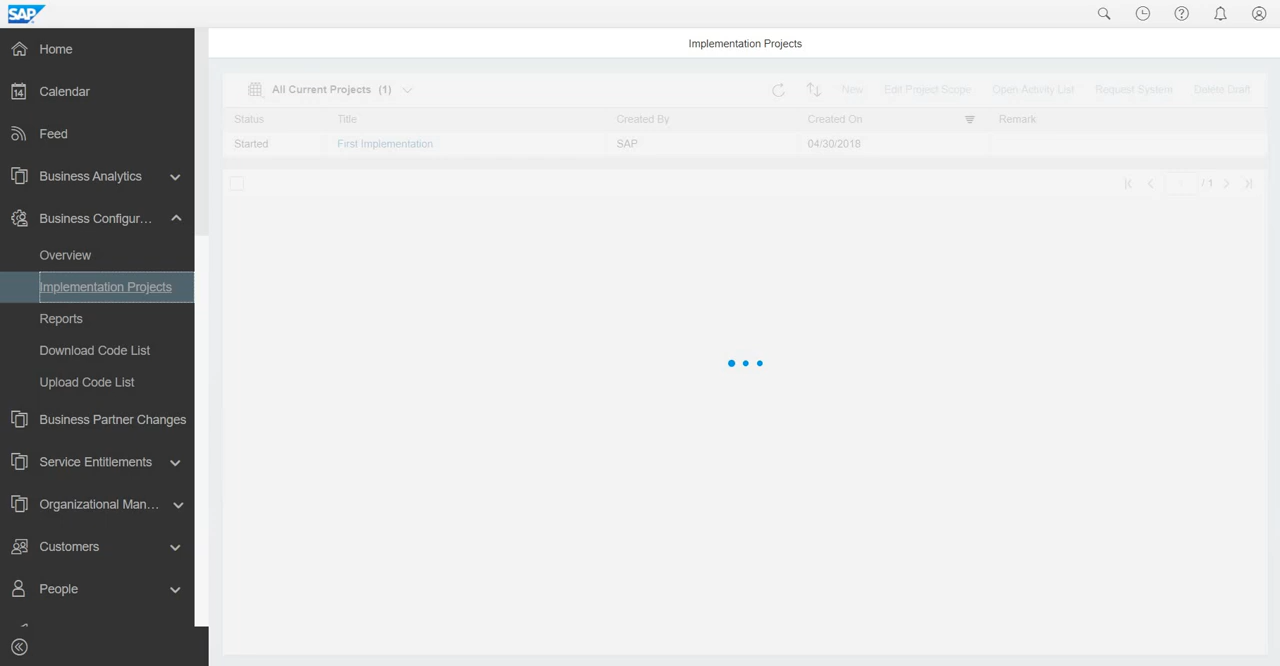 SAP
Home
14
Calendar
Feed
Business Analytics
Business Configur...
Overview
Implementation Projects
Reports
Download Code List
Upload Code List
Business Partner Changes
Service Entitlements
Organizational Man...
Customers
People
Implementation Projects
All Current Projects (1)
New Edit Project Scope Open Activity List Request System Delete Draft
Status Title Created By Created On Remark
Started First Implementation SAP 04/30/2018
/ 1